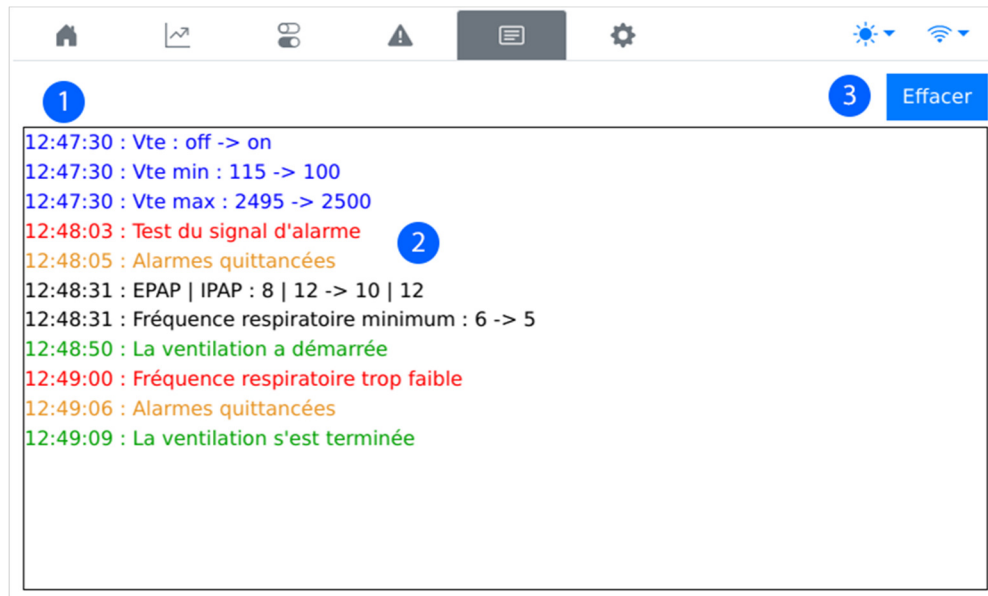 1
3
Effacer
12:47:30 : Vte : off -> on
12:47:30 : Vte min : 115 -> 100
12:47:30 : Vte max : 2495 -> 2500
12:48:03 : Test du signal d'alarme
2
12:48:05 : Alarmes quittancées
12:48:31 : EPAP | IPAP : 8 | 12 -> 10 | 12
12:48:31 : Fréquence respiratoire minimum : 6 -> 5
12:48:50 : La ventilation a démarrée
12:49:00 : Fréquence respiratoire trop faible
12:49:06 : Alarmes quittancées
12:49:09 : La ventilation s'est terminée